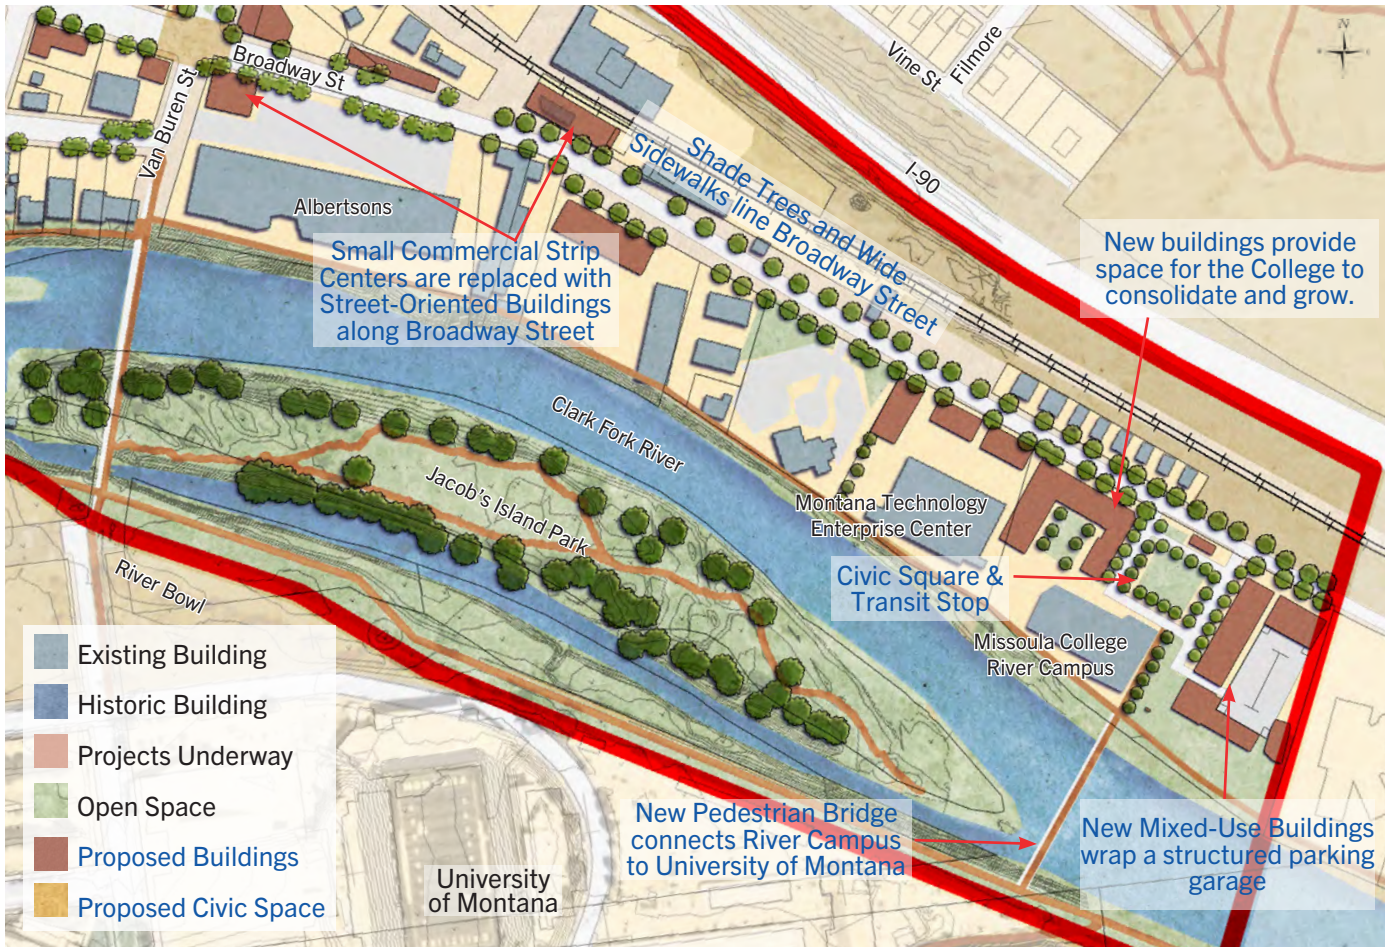 N
Broadway St
Vine St
Filmore
Van Buren St
I-90
Shade Trees and Wide
Sidewalks line Broadway Street
Albertsons
Small Commercial Strip
Centers are replaced with
Street-Oriented Buildings
along Broadway Street
New buildings provide
space for the College to
consolidate and grow.
Clark Fork River
Jacob's Island Park
Montana Technology
Enterprise Center
Civic Square &
Transit Stop
River Bowl
Missoula College
River Campus
Existing Building
Historic Building
Projects Underway
Open Space
Proposed Buildings
Proposed Civic Space
University
of Montana
New Pedestrian Bridge
connects River Campus
to University of Montana
New Mixed-Use Buildings
wrap a structured parking
garage